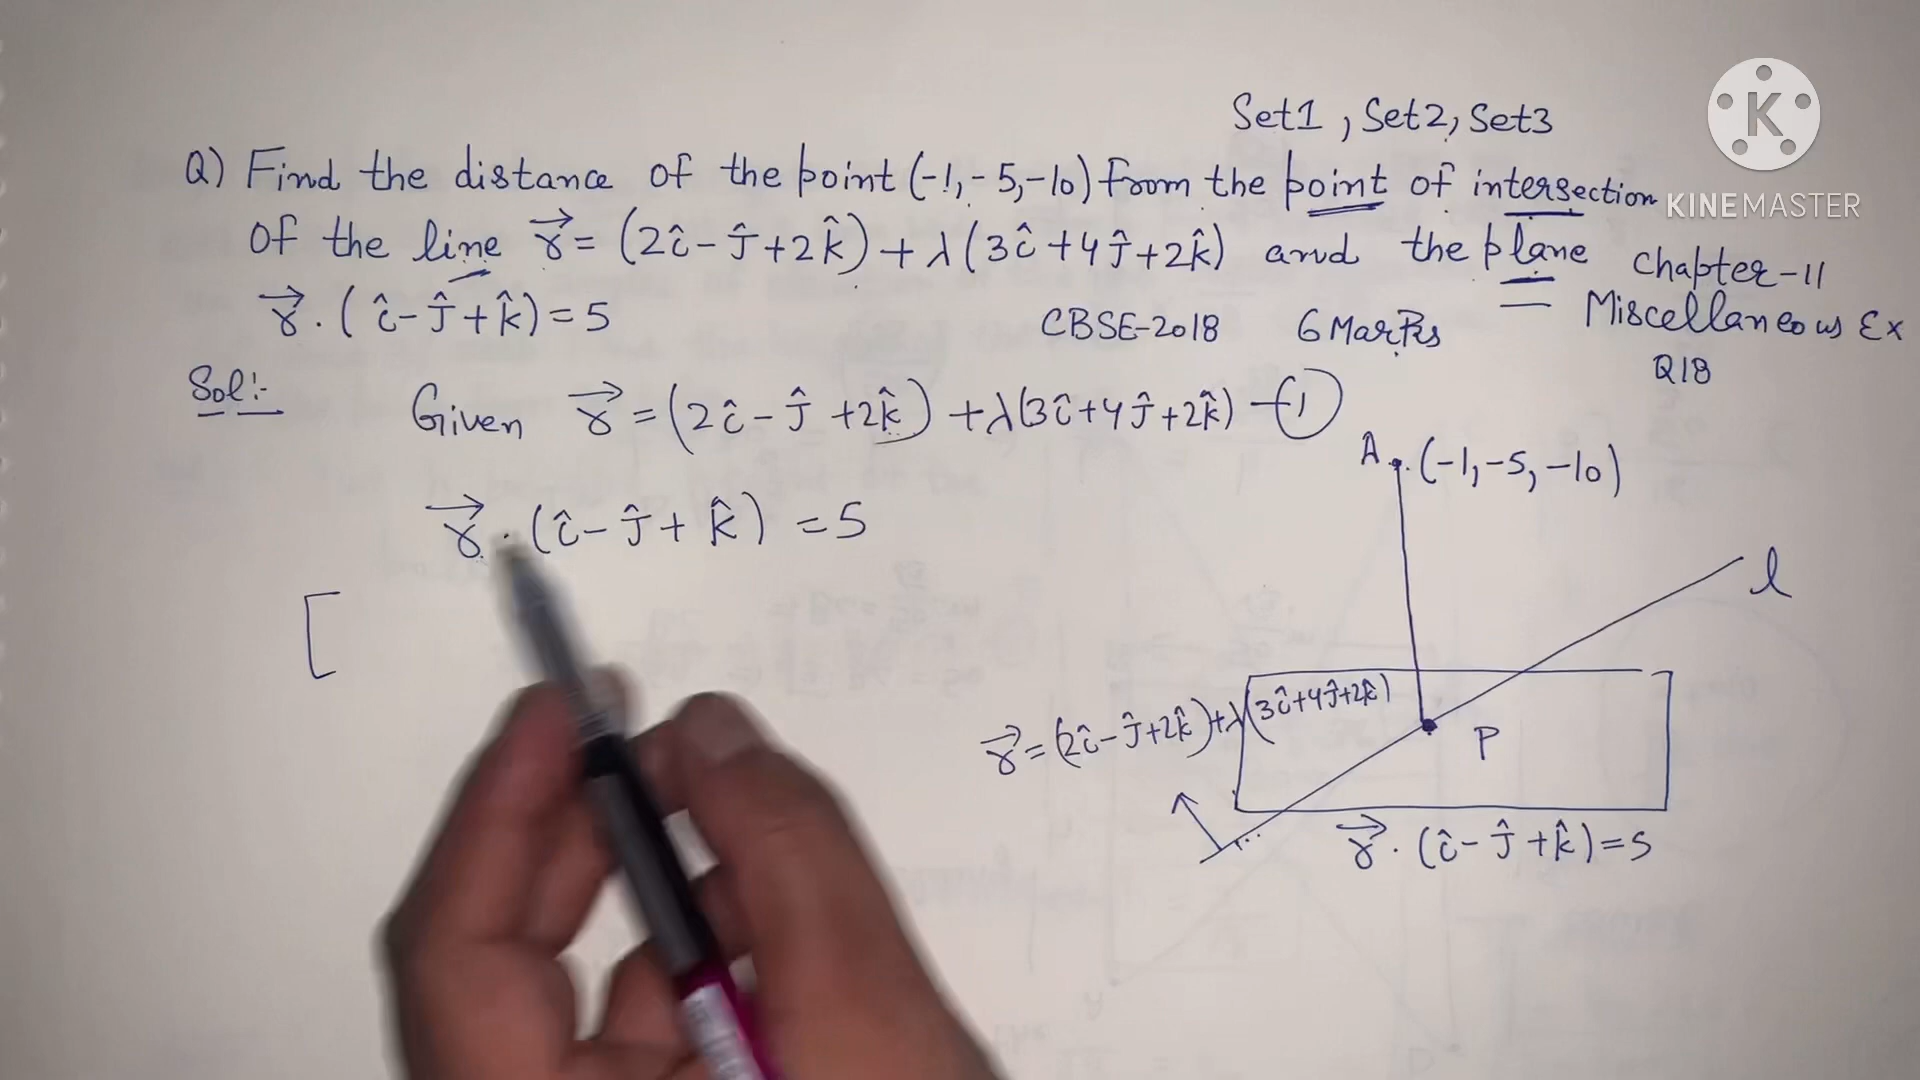 Set1, Set2, Set3
Q) Find the distance of the point (-1,-5,-10) from the point of intersection
of the line r⃗ = (2î - ĵ + 2k̂) + λ(3î + 4ĵ + 2k̂) and the plane
r⃗ . (î - ĵ + k̂) = 5
Chapter-11
Miscellaneous Ex
Q18
CBSE-2018 6 Marks
Sol:-
Given r⃗ = (2î - ĵ + 2k̂) + λ(3î + 4ĵ + 2k̂) -①
r⃗ . (î - ĵ + k̂) = 5
[
A . (-1, -5, -10)
l
r⃗ = (2î - ĵ + 2k̂) + λ(3î + 4ĵ + 2k̂)
P
r⃗ . (î - ĵ + k̂) = 5
K
KINEMASTER